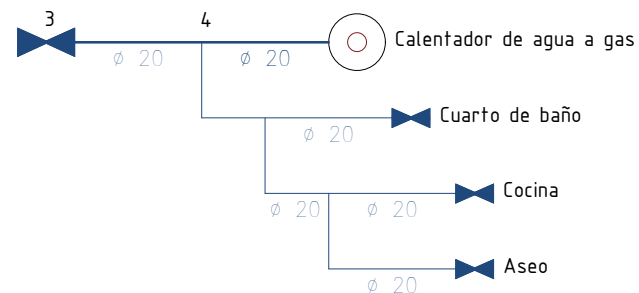 3 4
Calentador de agua a gas
ø 20 ø 20
Cuarto de baño
ø 20
Cocina
ø 20 ø 20
Aseo
ø 20